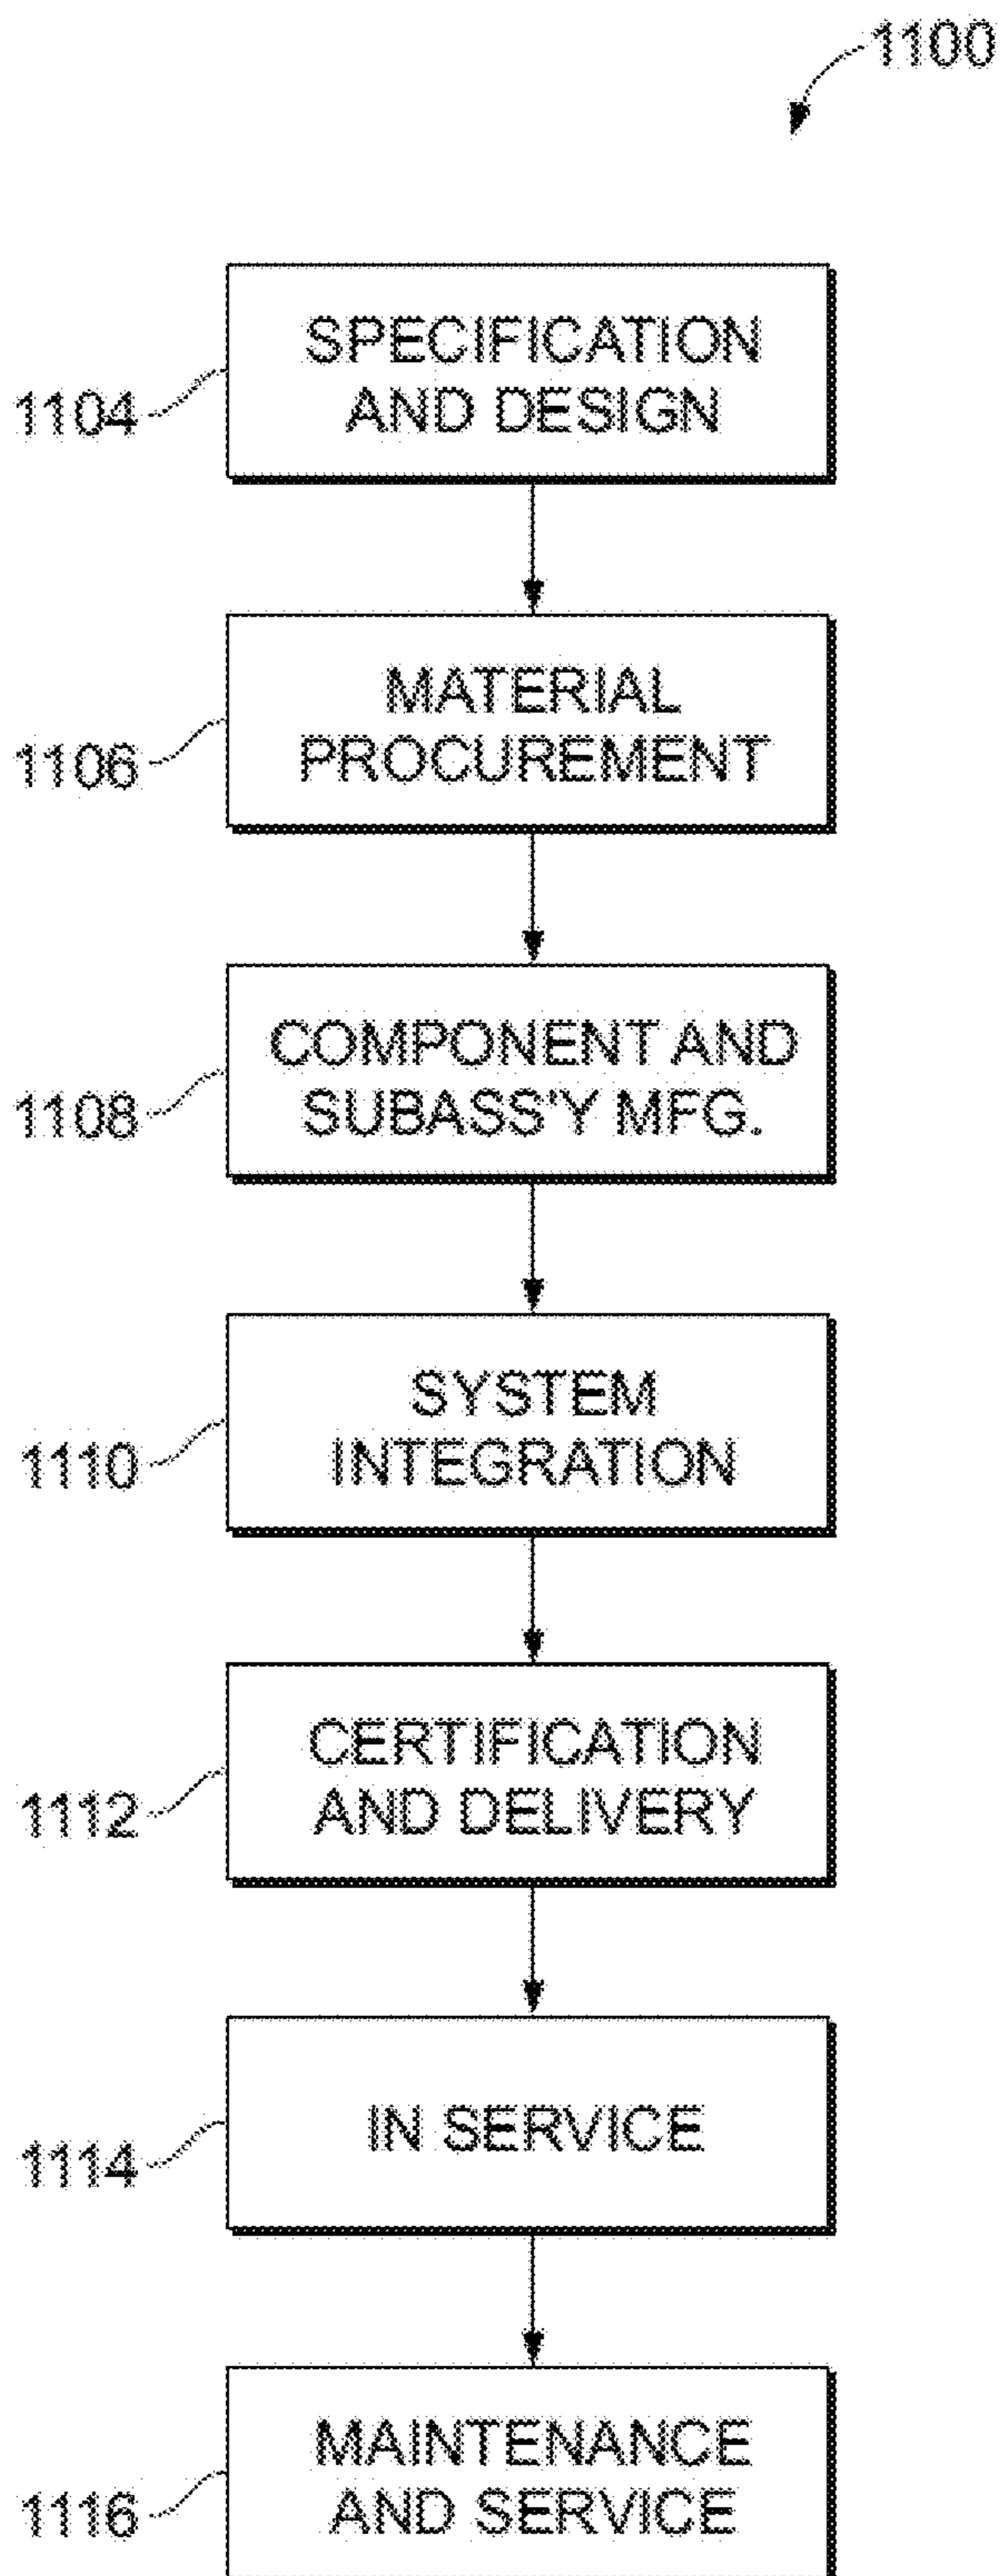 1100
SPECIFICATION
AND DESIGN
1104
MATERIAL
PROCUREMENT
1106
COMPONENT AND
SUBASS'Y MFG.
1108
SYSTEM
INTEGRATION
1110
CERTIFICATION
AND DELIVERY
1112
IN SERVICE
1114
MAINTENANCE
AND SERVICE
1116